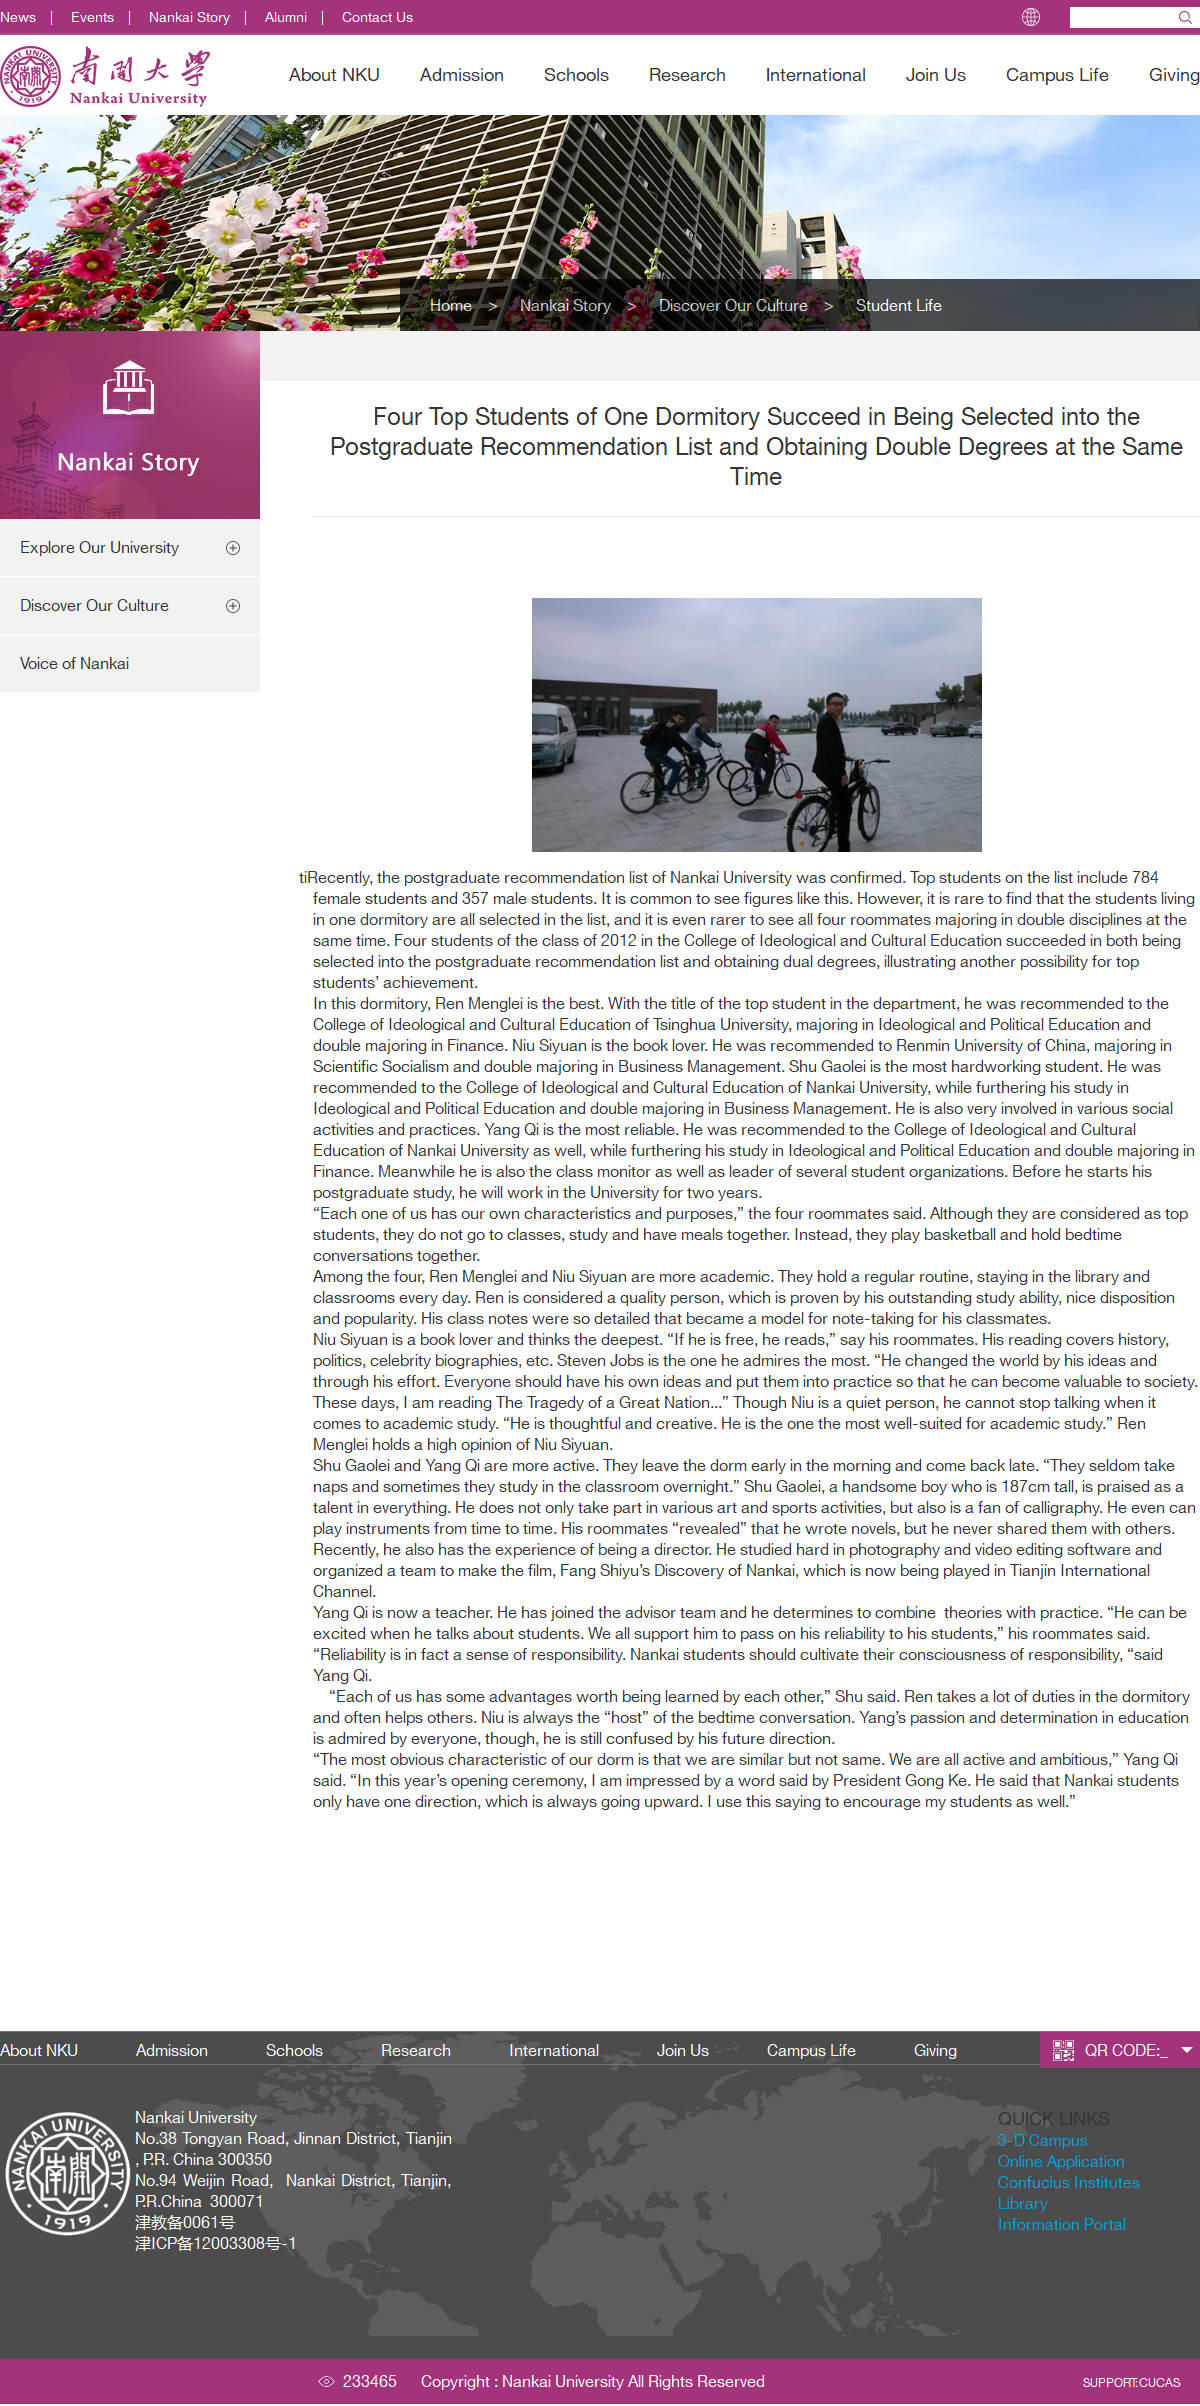 News | Events | Nankai Story | Alumni | Contact Us
NANKAI UNIVERSITY
1919
南開大學
Nankai University
About NKU Admission Schools Research International Join Us Campus Life Giving
Home > Nankai Story > Discover Our Culture > Student Life
Nankai Story
Explore Our University
Discover Our Culture
Voice of Nankai
Four Top Students of One Dormitory Succeed in Being Selected into the
Postgraduate Recommendation List and Obtaining Double Degrees at the Same
Time
tiRecently, the postgraduate recommendation list of Nankai University was confirmed. Top students on the list include 784
female students and 357 male students. It is common to see figures like this. However, it is rare to find that the students living
in one dormitory are all selected in the list, and it is even rarer to see all four roommates majoring in double disciplines at the
same time. Four students of the class of 2012 in the College of Ideological and Cultural Education succeeded in both being
selected into the postgraduate recommendation list and obtaining dual degrees, illustrating another possibility for top
students’ achievement.
In this dormitory, Ren Menglei is the best. With the title of the top student in the department, he was recommended to the
College of Ideological and Cultural Education of Tsinghua University, majoring in Ideological and Political Education and
double majoring in Finance. Niu Siyuan is the book lover. He was recommended to Renmin University of China, majoring in
Scientific Socialism and double majoring in Business Management. Shu Gaolei is the most hardworking student. He was
recommended to the College of Ideological and Cultural Education of Nankai University, while furthering his study in
Ideological and Political Education and double majoring in Business Management. He is also very involved in various social
activities and practices. Yang Qi is the most reliable. He was recommended to the College of Ideological and Cultural
Education of Nankai University as well, while furthering his study in Ideological and Political Education and double majoring in
Finance. Meanwhile he is also the class monitor as well as leader of several student organizations. Before he starts his
postgraduate study, he will work in the University for two years.
“Each one of us has our own characteristics and purposes,” the four roommates said. Although they are considered as top
students, they do not go to classes, study and have meals together. Instead, they play basketball and hold bedtime
conversations together.
Among the four, Ren Menglei and Niu Siyuan are more academic. They hold a regular routine, staying in the library and
classrooms every day. Ren is considered a quality person, which is proven by his outstanding study ability, nice disposition
and popularity. His class notes were so detailed that became a model for note-taking for his classmates.
Niu Siyuan is a book lover and thinks the deepest. “If he is free, he reads,” say his roommates. His reading covers history,
politics, celebrity biographies, etc. Steven Jobs is the one he admires the most. “He changed the world by his ideas and
through his effort. Everyone should have his own ideas and put them into practice so that he can become valuable to society.
These days, I am reading The Tragedy of a Great Nation...” Though Niu is a quiet person, he cannot stop talking when it
comes to academic study. “He is thoughtful and creative. He is the one the most well-suited for academic study.” Ren
Menglei holds a high opinion of Niu Siyuan.
Shu Gaolei and Yang Qi are more active. They leave the dorm early in the morning and come back late. “They seldom take
naps and sometimes they study in the classroom overnight.” Shu Gaolei, a handsome boy who is 187cm tall, is praised as a
talent in everything. He does not only take part in various art and sports activities, but also is a fan of calligraphy. He even can
play instruments from time to time. His roommates “revealed” that he wrote novels, but he never shared them with others.
Recently, he also has the experience of being a director. He studied hard in photography and video editing software and
organized a team to make the film, Fang Shiyu’s Discovery of Nankai, which is now being played in Tianjin International
Channel.
Yang Qi is now a teacher. He has joined the advisor team and he determines to combine  theories with practice. “He can be
excited when he talks about students. We all support him to pass on his reliability to his students,” his roommates said.
“Reliability is in fact a sense of responsibility. Nankai students should cultivate their consciousness of responsibility, “said
Yang Qi.
“Each of us has some advantages worth being learned by each other,” Shu said. Ren takes a lot of duties in the dormitory
and often helps others. Niu is always the “host” of the bedtime conversation. Yang’s passion and determination in education
is admired by everyone, though, he is still confused by his future direction.
“The most obvious characteristic of our dorm is that we are similar but not same. We are all active and ambitious,” Yang Qi
said. “In this year’s opening ceremony, I am impressed by a word said by President Gong Ke. He said that Nankai students
only have one direction, which is always going upward. I use this saying to encourage my students as well.”
About NKU Admission Schools Research International Join Us Campus Life Giving QR CODE:_
NANKAI UNIVERSITY
1919
Nankai University
No.38 Tongyan Road, Jinnan District, Tianjin
, P.R. China 300350
No.94 Weijin Road,  Nankai District, Tianjin,
P.R.China  300071
津教备0061号
津ICP备12003308号-1
QUICK LINKS
3-D Campus
Online Application
Confucius Institutes
Library
Information Portal
233465 Copyright : Nankai University All Rights Reserved SUPPORT:CUCAS